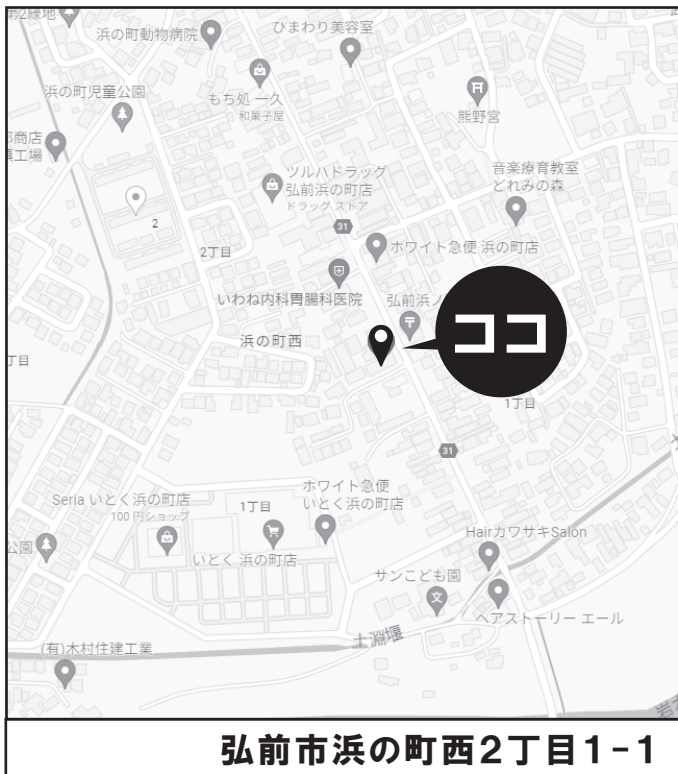 第2緑地
浜の町動物病院
ひまわり美容室
もち処 一久
和菓子屋
浜の町児童公園
熊野宮
ツルハドラッグ
弘前浜の町店
ドラッグストア
音楽療育教室
どれみの森
2
31
2丁目
ホワイト急便 浜の町店
いわね内科胃腸科医院
弘前浜ノ
ココ
浜の町西
丁目
1丁目
31
Seria いとく浜の町店
100 円ショップ
1丁目
ホワイト急便
いとく浜の町店
いとく 浜の町店
公園
HairカワサキSalon
サンこども園
文
ヘアストーリー エール
土淵堰
(有)木村住建工業
弘前市浜の町西2丁目1-1